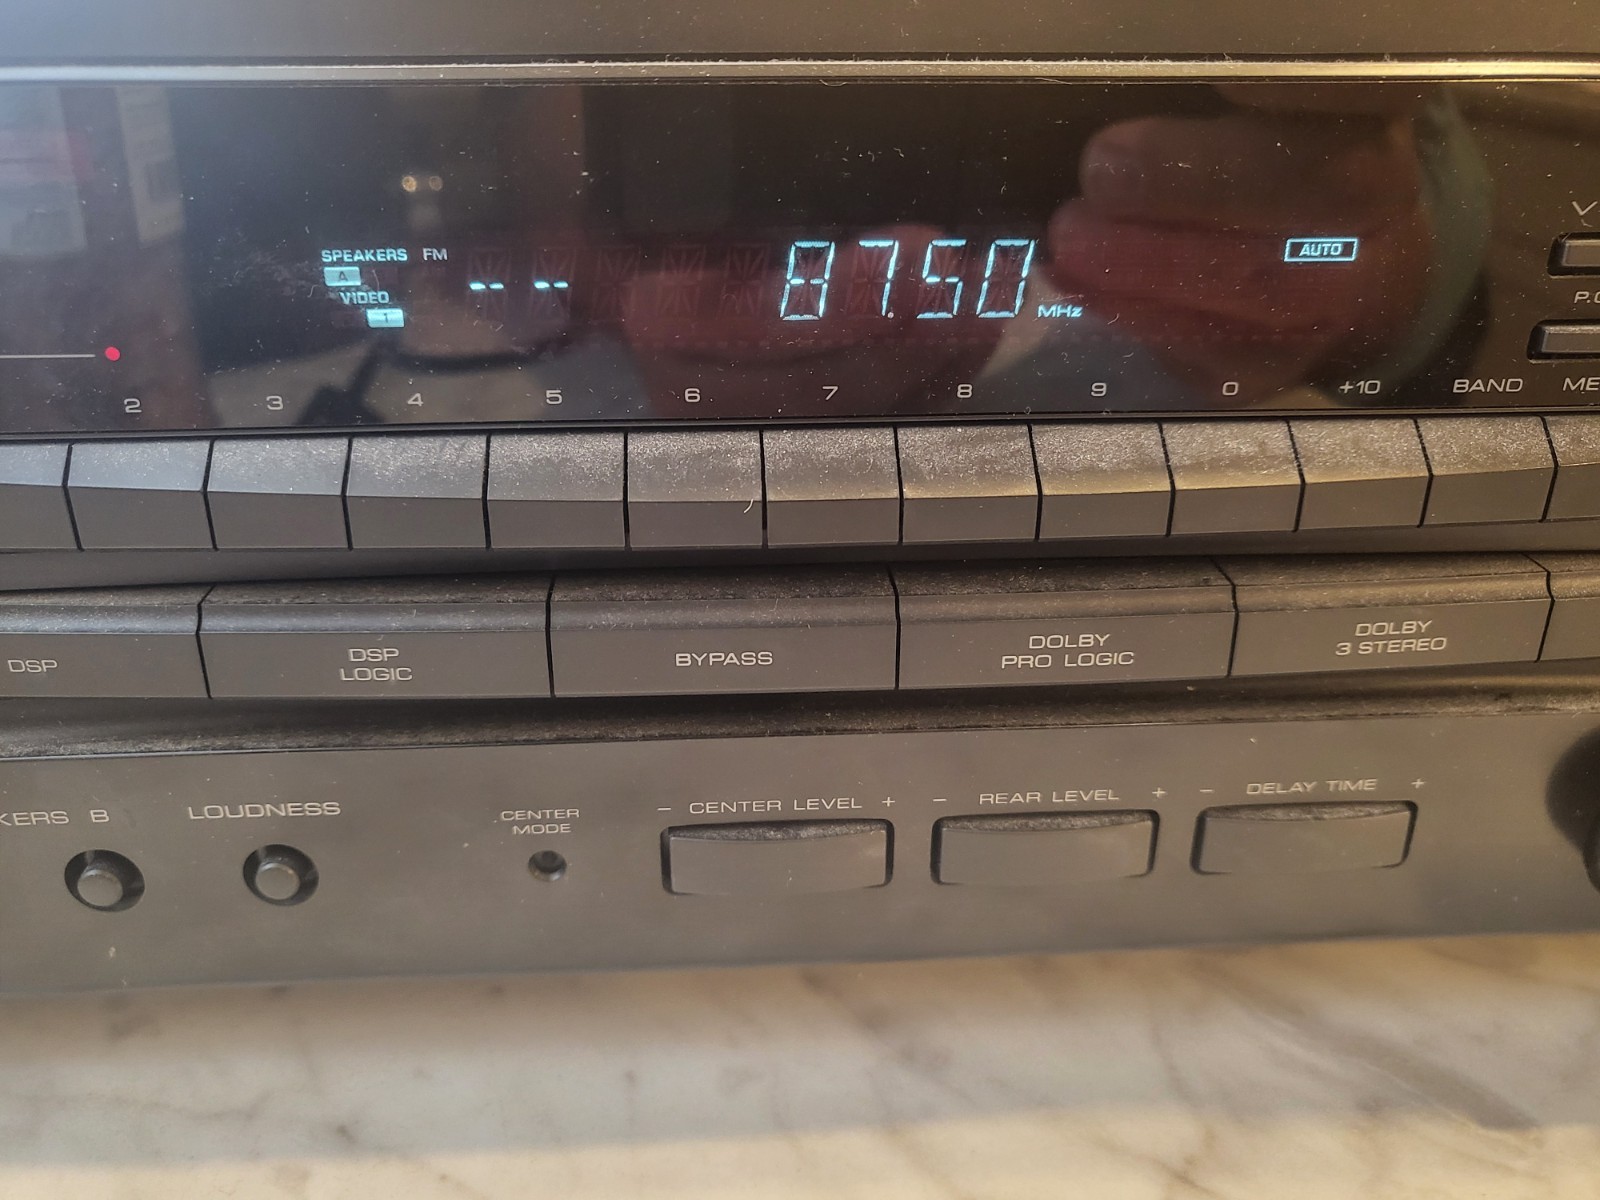 SPEAKERS FM
A
VIDEO
1
-- --
87.50 MHz
AUTO
2 3 4 5 6 7 8 9 0 +10 BAND ME
DSP
DSP
LOGIC
BYPASS
DOLBY
PRO LOGIC
DOLBY
3 STEREO
KERS B
LOUDNESS
CENTER
MODE
- CENTER LEVEL +
- REAR LEVEL +
- DELAY TIME +